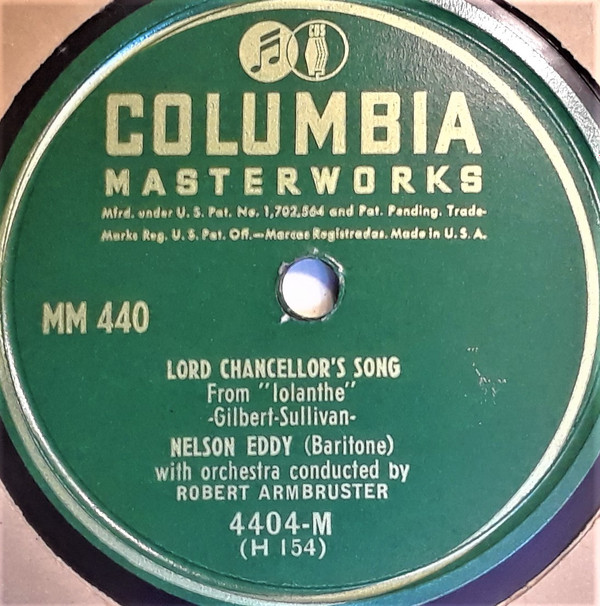 CBS
COLUMBIA
MASTERWORKS
Mfrd. under U. S. Pat. No. 1,702,564 and Pat. Pending. Trade-
Marks Reg. U. S. Pat. Off.—Marcas Registradas. Made in U. S. A.
MM 440
LORD CHANCELLOR'S SONG
From "Iolanthe"
-Gilbert-Sullivan-
NELSON EDDY (Baritone)
with orchestra conducted by
ROBERT ARMBRUSTER
4404-M
(H 154)